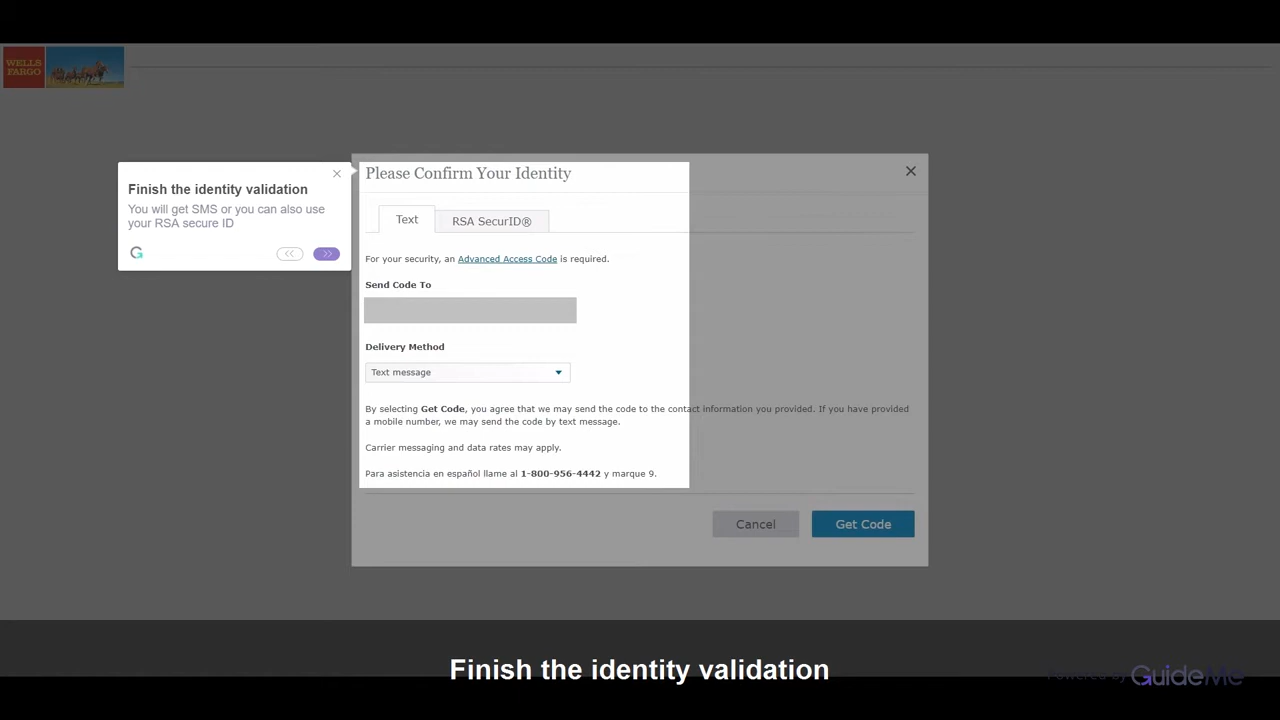 WELLS
FARGO
Finish the identity validation
You will get SMS or you can also use
your RSA secure ID
Please Confirm Your Identity
Text
RSA SecurID®
For your security, an Advanced Access Code is required.
Send Code To
Delivery Method
Text message
By selecting Get Code, you agree that we may send the code to the contact information you provided. If you have provided
a mobile number, we may send the code by text message.
Carrier messaging and data rates may apply.
Para asistencia en español llame al 1-800-956-4442 y marque 9.
Cancel
Get Code
Finish the identity validation
Powered by GuideMe